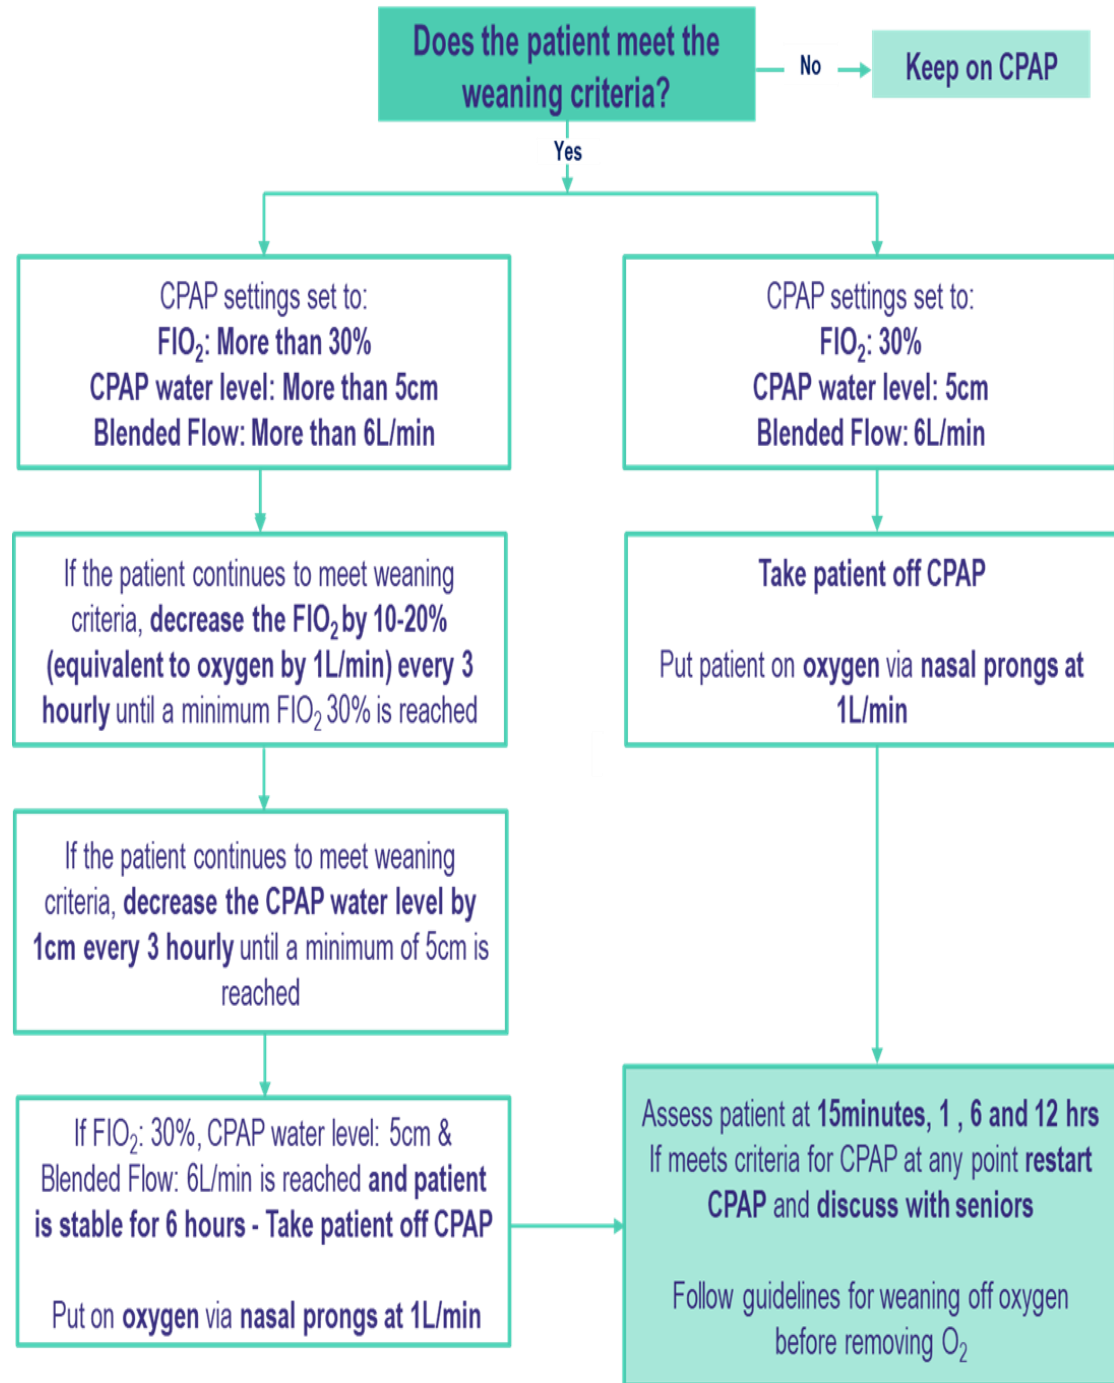 Does the patient meet the
weaning criteria?
No
Keep on CPAP
Yes
CPAP settings set to:
FIO₂: More than 30%
CPAP water level: More than 5cm
Blended Flow: More than 6L/min
CPAP settings set to:
FIO₂: 30%
CPAP water level: 5cm
Blended Flow: 6L/min
If the patient continues to meet weaning
criteria, decrease the FIO₂ by 10-20%
(equivalent to oxygen by 1L/min) every 3
hourly until a minimum FIO₂ 30% is reached
Take patient off CPAP
Put patient on oxygen via nasal prongs at
1L/min
If the patient continues to meet weaning
criteria, decrease the CPAP water level by
1cm every 3 hourly until a minimum of 5cm is
reached
If FIO₂: 30%, CPAP water level: 5cm &
Blended Flow: 6L/min is reached and patient
is stable for 6 hours - Take patient off CPAP
Put on oxygen via nasal prongs at 1L/min
Assess patient at 15minutes, 1 , 6 and 12 hrs
If meets criteria for CPAP at any point restart
CPAP and discuss with seniors
Follow guidelines for weaning off oxygen
before removing O₂